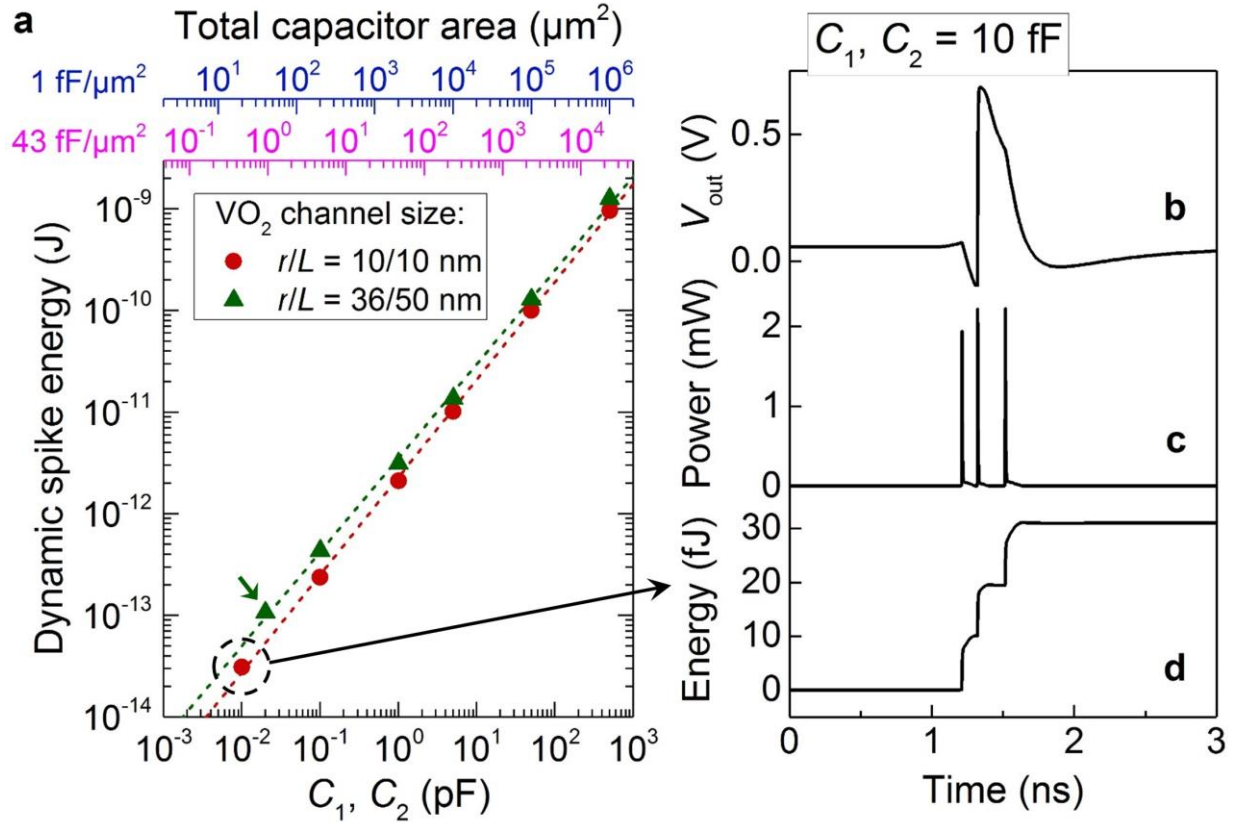 a
Total capacitor area (µm²)
1 fF/µm² 10¹ 10² 10³ 10⁴ 10⁵ 10⁶
43 fF/µm² 10⁻¹ 10⁰ 10¹ 10² 10³ 10⁴
Dynamic spike energy (J)
10⁻⁹
10⁻¹⁰
10⁻¹¹
10⁻¹²
10⁻¹³
10⁻¹⁴
VO₂ channel size:
r/L = 10/10 nm
r/L = 36/50 nm
10⁻³ 10⁻² 10⁻¹ 10⁰ 10¹ 10² 10³
C₁, C₂ (pF)
C₁, C₂ = 10 fF
V_out (V)
0.5
0.0
b
Power (mW)
2
1
0
c
Energy (fJ)
30
20
10
0
d
0 1 2 3
Time (ns)